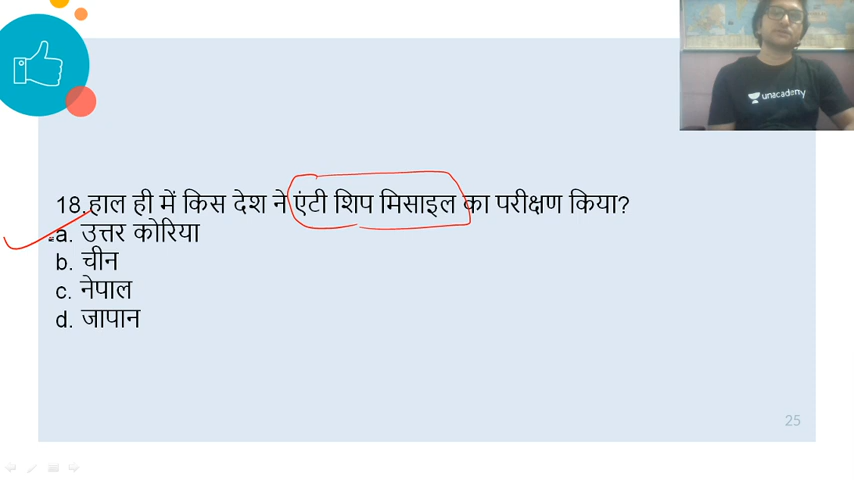 unacademy
18.हाल ही में किस देश ने एंटी शिप मिसाइल का परीक्षण किया?
a. उत्तर कोरिया
b. चीन
c. नेपाल
d. जापान
25